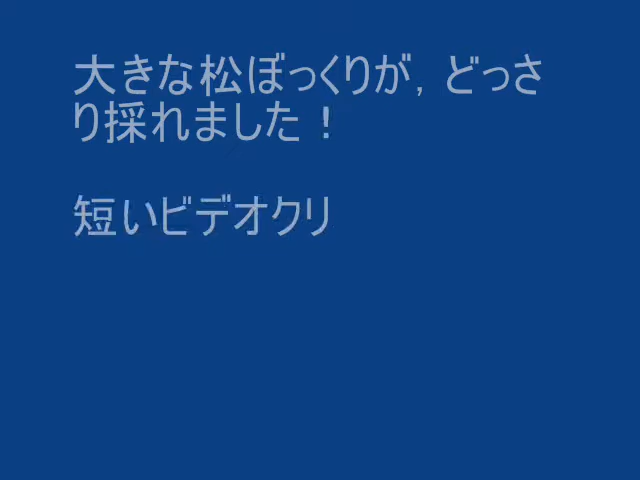 大きな松ぼっくりが，どっさ
り採れました！
短いビデオクリ